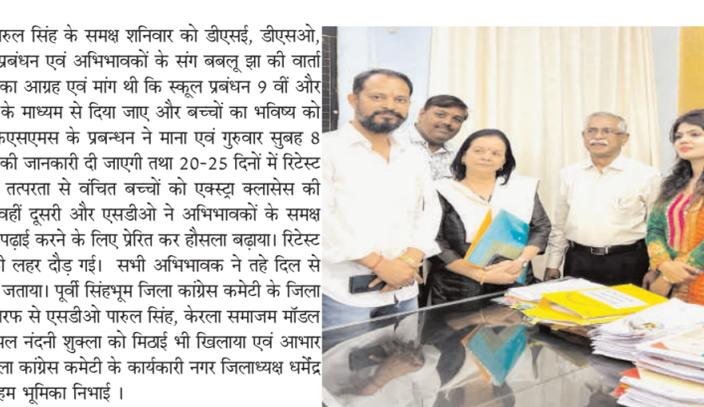 रुल सिंह के समक्ष शनिवार को डीएसई, डीएसओ,
प्रबंधन एवं अभिभावकों के संग बबलू झा की वार्ता
का आग्रह एवं मांग थी कि स्कूल प्रबंधन 9 वीं और
के माध्यम से दिया जाए और बच्चों का भविष्य को
एसएमस के प्रबन्धन ने माना एवं गुरुवार सुबह 8
की जानकारी दी जाएगी तथा 20-25 दिनों में रिटेस्ट
तत्परता से वंचित बच्चों को एक्स्ट्रा क्लासेस की
वहीं दूसरी और एसडीओ ने अभिभावकों के समक्ष
पढ़ाई करने के लिए प्रेरित कर हौसला बढ़ाया। रिटेस्ट
लहर दौड़ गई। सभी अभिभावक ने तहे दिल से
जताया। पूर्वी सिंहभूम जिला कांग्रेस कमेटी के जिला
रफ से एसडीओ पारुल सिंह, केरला समाजम मॉडल
पल नंदनी शुक्ला को मिठाई भी खिलाया एवं आभार
ला कांग्रेस कमेटी के कार्यकारी नगर जिलाध्यक्ष धर्मेंद्र
हम भूमिका निभाई ।